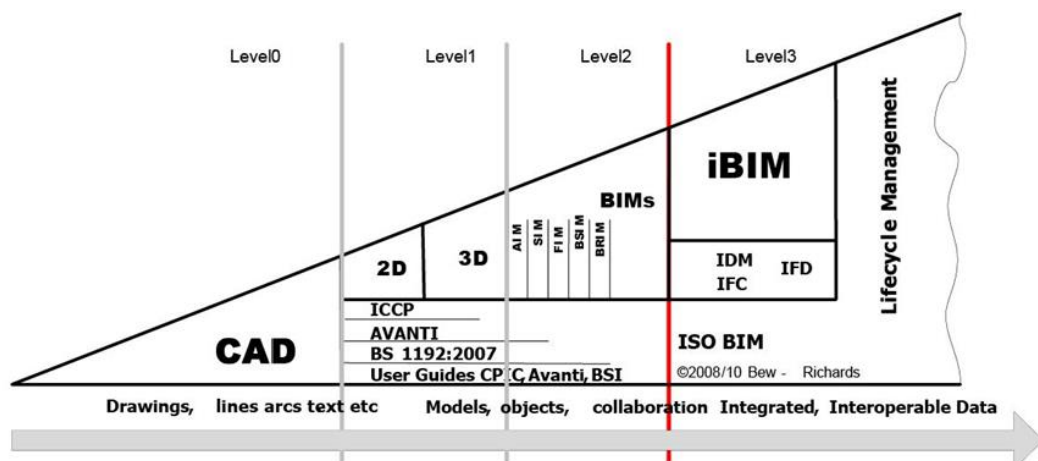 Level0
Level1
Level2
Level3
iBIM
Lifecycle Management
BIMs
AIM
SIM
FIM
BSIM
BRIM
2D
3D
IDM
IFD
IFC
ICCP
AVANTI
CAD
BS 1192:2007
ISO BIM
User Guides CPIC, Avanti, BSI
©2008/10 Bew - Richards
Drawings, lines arcs text etc Models, objects, collaboration Integrated, Interoperable Data